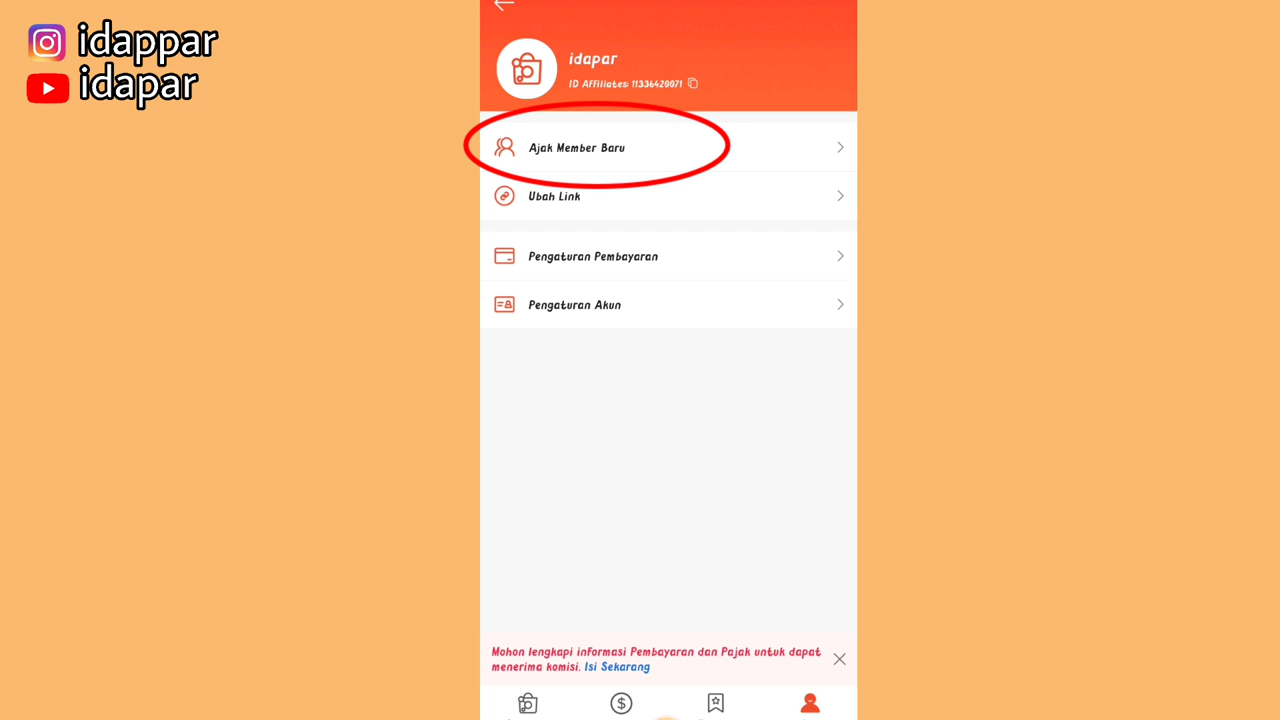 idappar
idapar
idapar
ID Affiliates: 11336420071
Ajak Member Baru
Ubah Link
Pengaturan Pembayaran
Pengaturan Akun
Mohon lengkapi informasi Pembayaran dan Pajak untuk dapat
menerima komisi. Isi Sekarang